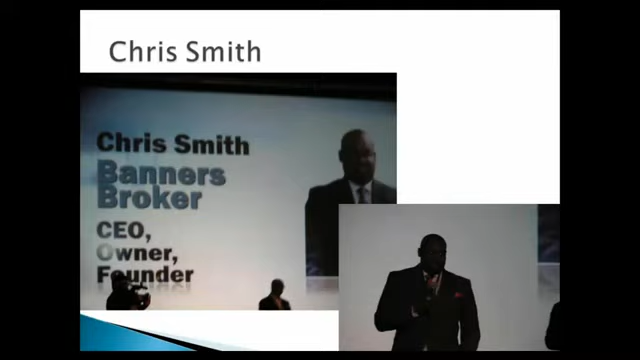 Chris Smith
Chris Smith
Banners
Broker
CEO,
Owner,
Founder